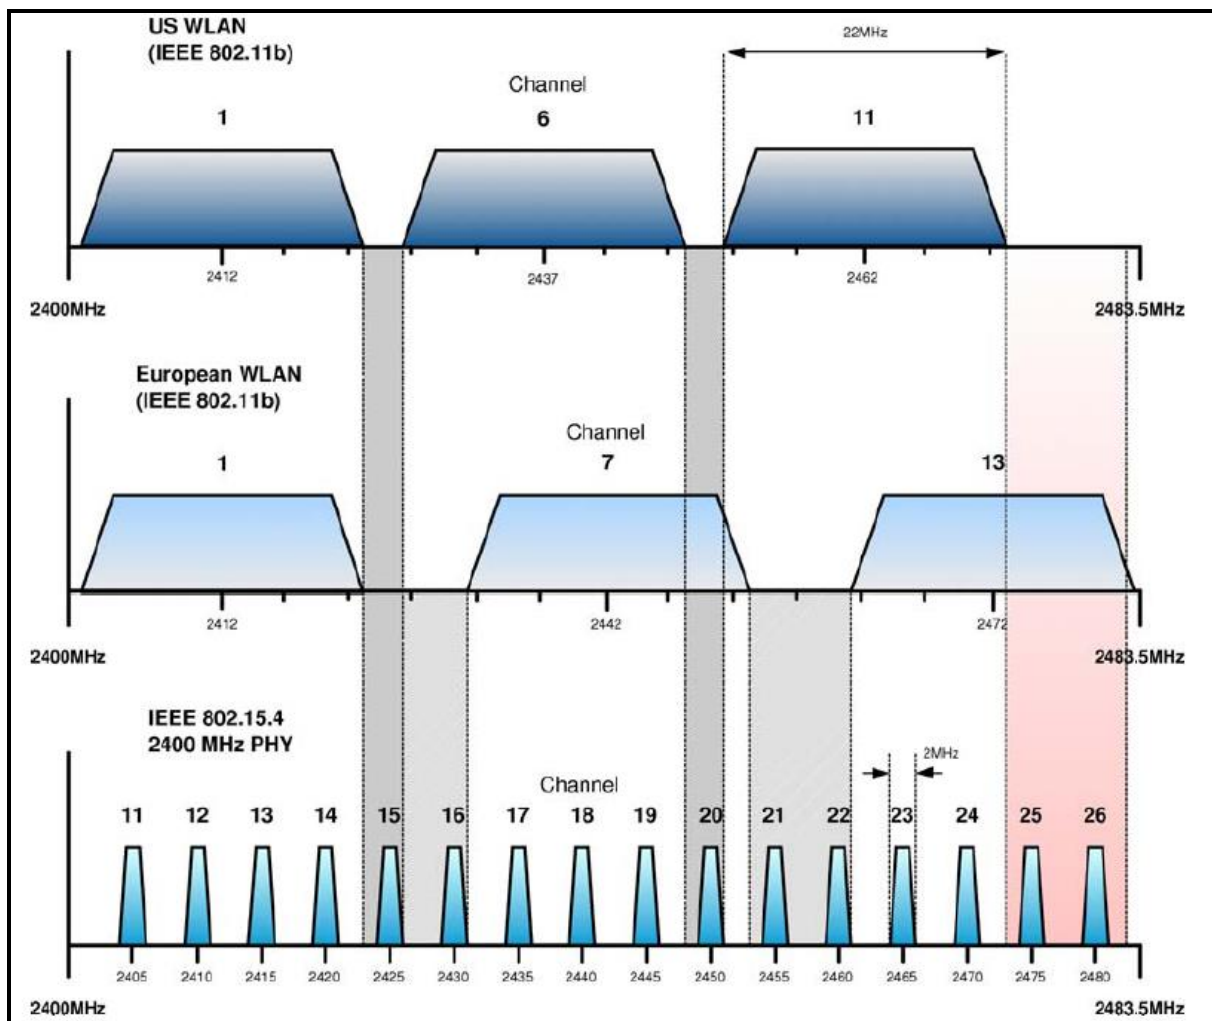 US WLAN
(IEEE 802.11b)
22MHz
Channel
1 6 11
2412 2437 2462
2400MHz 2483.5MHz
European WLAN
(IEEE 802.11b)
Channel
1 7 13
2412 2442 2472
2400MHz 2483.5MHz
IEEE 802.15.4
2400 MHz PHY
2MHz
Channel
11 12 13 14 15 16 17 18 19 20 21 22 23 24 25 26
2405 2410 2415 2420 2425 2430 2435 2440 2445 2450 2455 2460 2465 2470 2475 2480
2400MHz 2483.5MHz